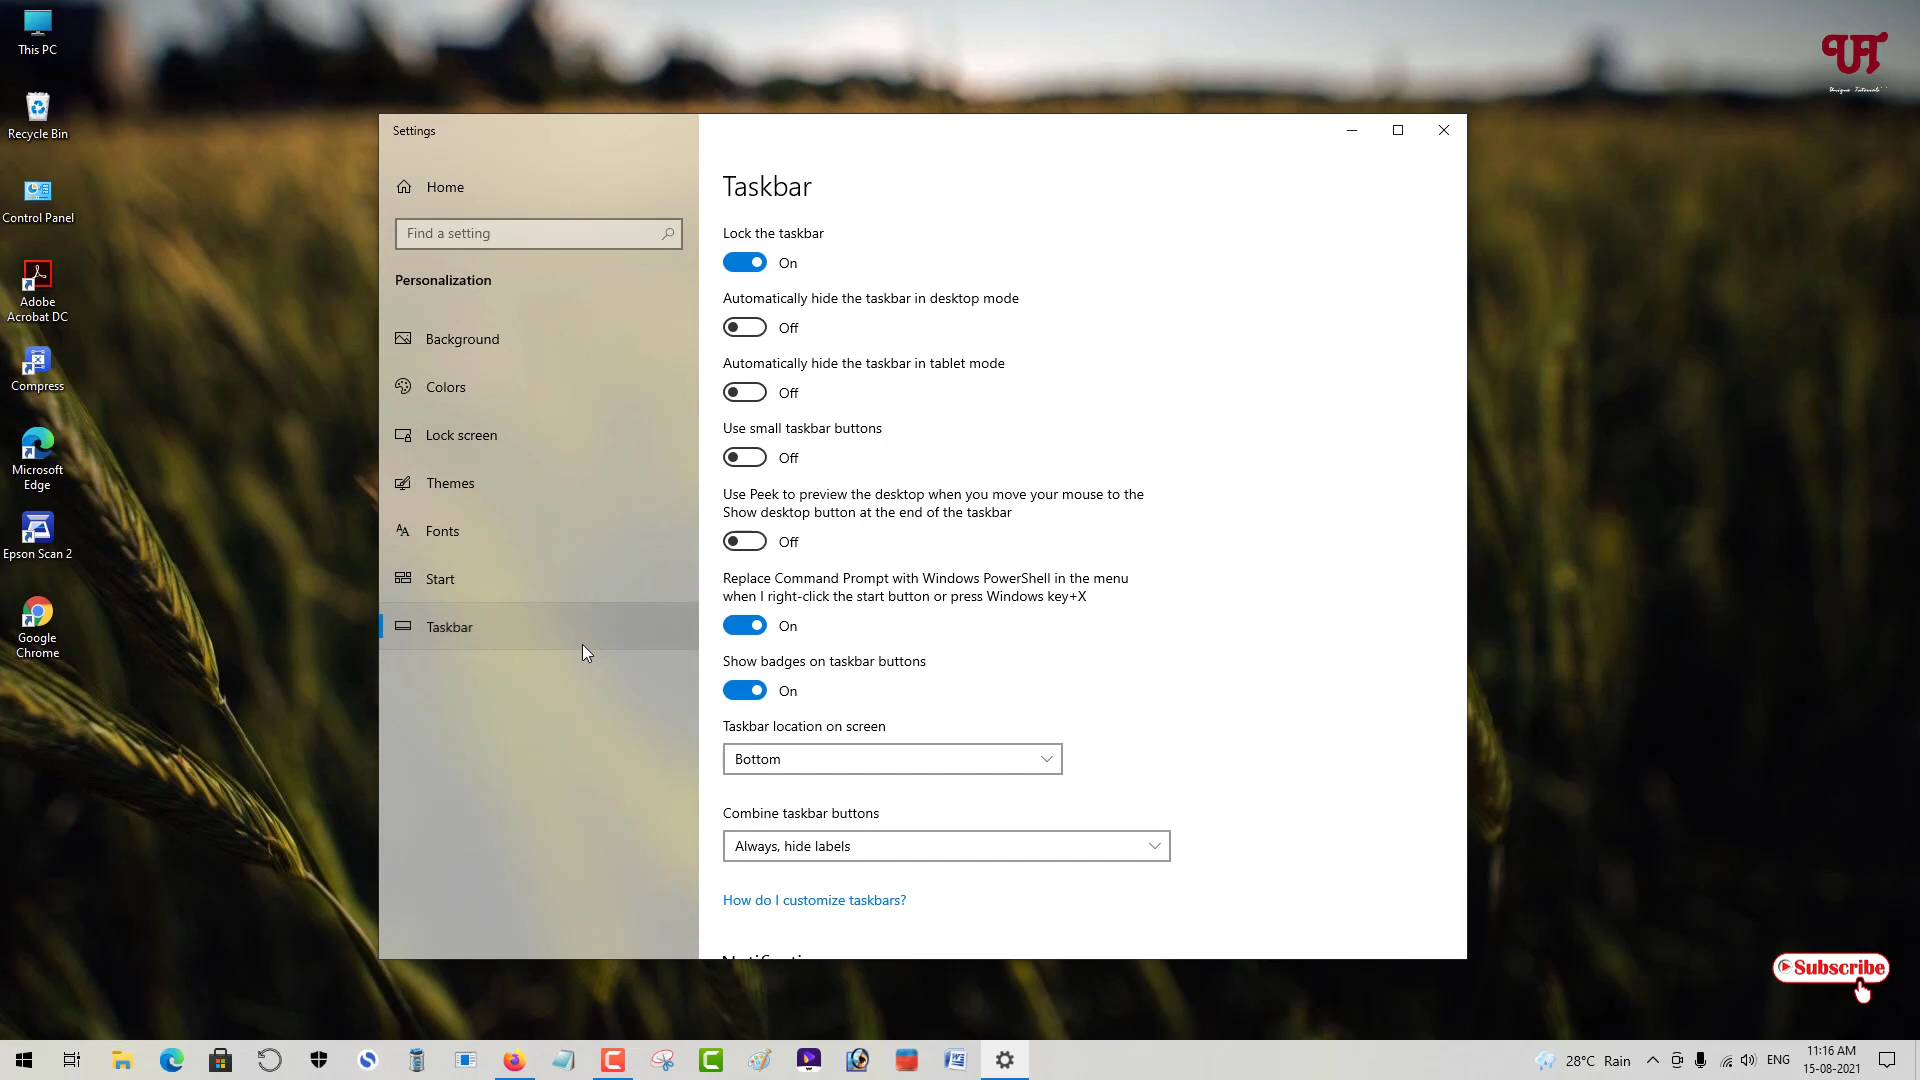 This PC
Recycle Bin
Control Panel
Adobe
Acrobat DC
Compress
Microsoft
Edge
Epson Scan 2
Google
Chrome
UT
Unique Tutorials
Settings
Home
Find a setting
Personalization
Background
Colors
Lock screen
Themes
Fonts
Start
Taskbar
Taskbar
Lock the taskbar
On
Automatically hide the taskbar in desktop mode
Off
Automatically hide the taskbar in tablet mode
Off
Use small taskbar buttons
Off
Use Peek to preview the desktop when you move your mouse to the
Show desktop button at the end of the taskbar
Off
Replace Command Prompt with Windows PowerShell in the menu
when I right-click the start button or press Windows key+X
On
Show badges on taskbar buttons
On
Taskbar location on screen
Bottom
Combine taskbar buttons
Always, hide labels
How do I customize taskbars?
Subscribe
28°C Rain
ENG
11:16 AM
15-08-2021